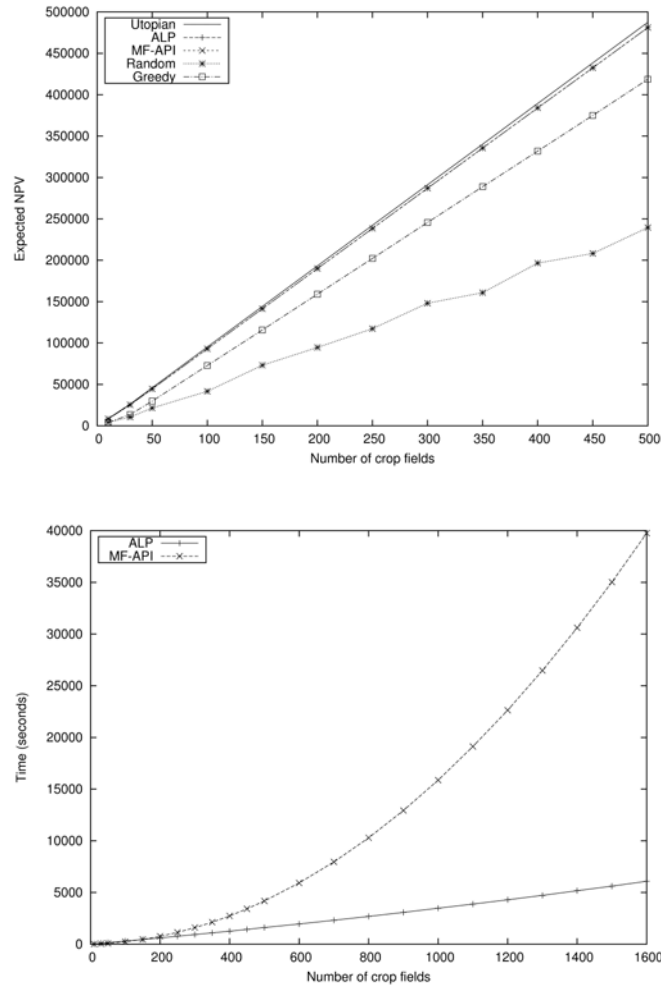 500000
450000
400000
350000
300000
250000
200000
150000
100000
50000
0
Expected NPV
Utopian
ALP
MF-API
Random
Greedy
0 50 100 150 200 250 300 350 400 450 500
Number of crop fields
40000
35000
30000
25000
20000
15000
10000
5000
0
Time (seconds)
ALP
MF-API
200 400 600 800 1000 1200 1400 1600
Number of crop fields